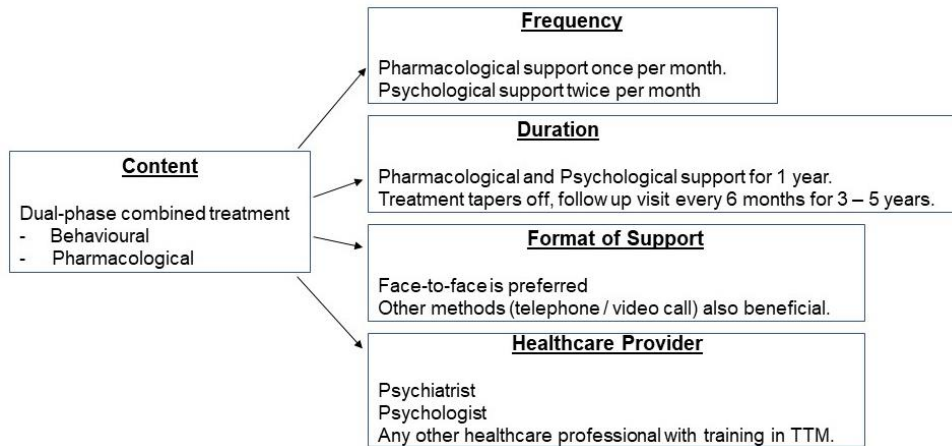 Content
Dual-phase combined treatment
- Behavioural
- Pharmacological
Frequency
Pharmacological support once per month.
Psychological support twice per month
Duration
Pharmacological and Psychological support for 1 year.
Treatment tapers off, follow up visit every 6 months for 3 – 5 years.
Format of Support
Face-to-face is preferred
Other methods (telephone / video call) also beneficial.
Healthcare Provider
Psychiatrist
Psychologist
Any other healthcare professional with training in TTM.